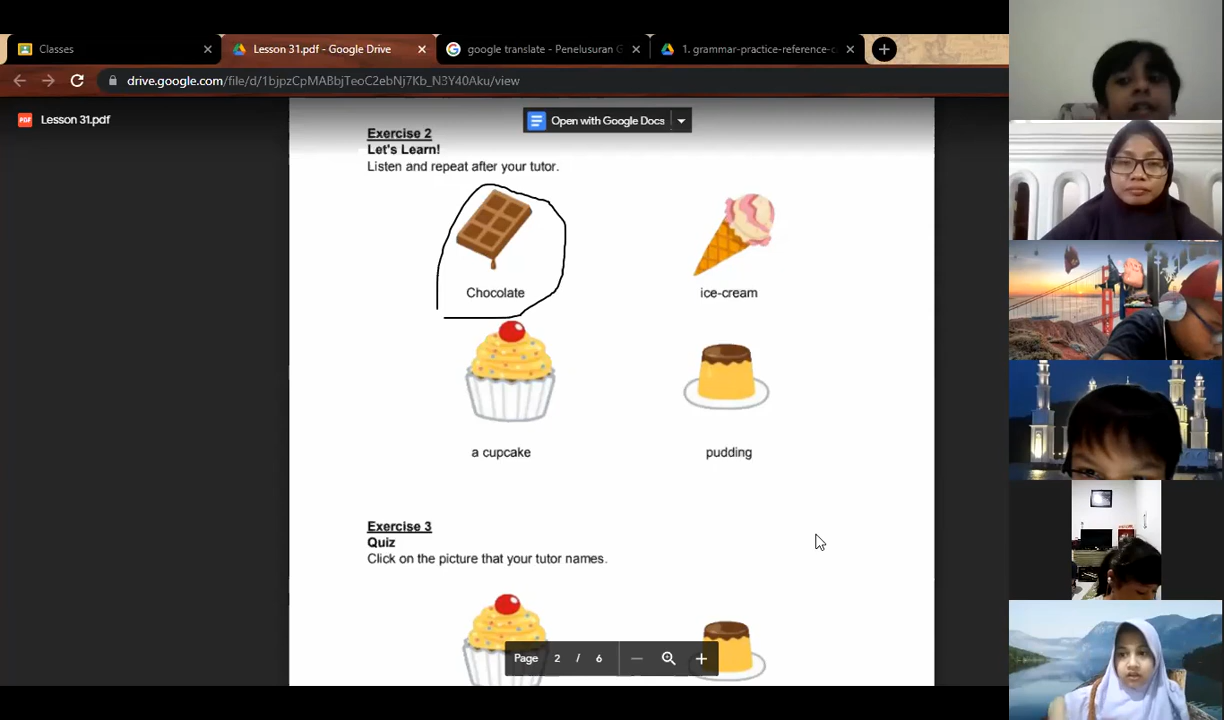 Classes
Lesson 31.pdf - Google Drive
google translate - Penelusuran G
1. grammar-practice-reference-c
drive.google.com/file/d/1bjpzCpMABbjTeoC2ebNj7Kb_N3Y40Aku/view
PDF
Lesson 31.pdf
Open with Google Docs
Exercise 2
Let's Learn!
Listen and repeat after your tutor.
Chocolate
ice-cream
a cupcake
pudding
Exercise 3
Quiz
Click on the picture that your tutor names.
Page 2 / 6